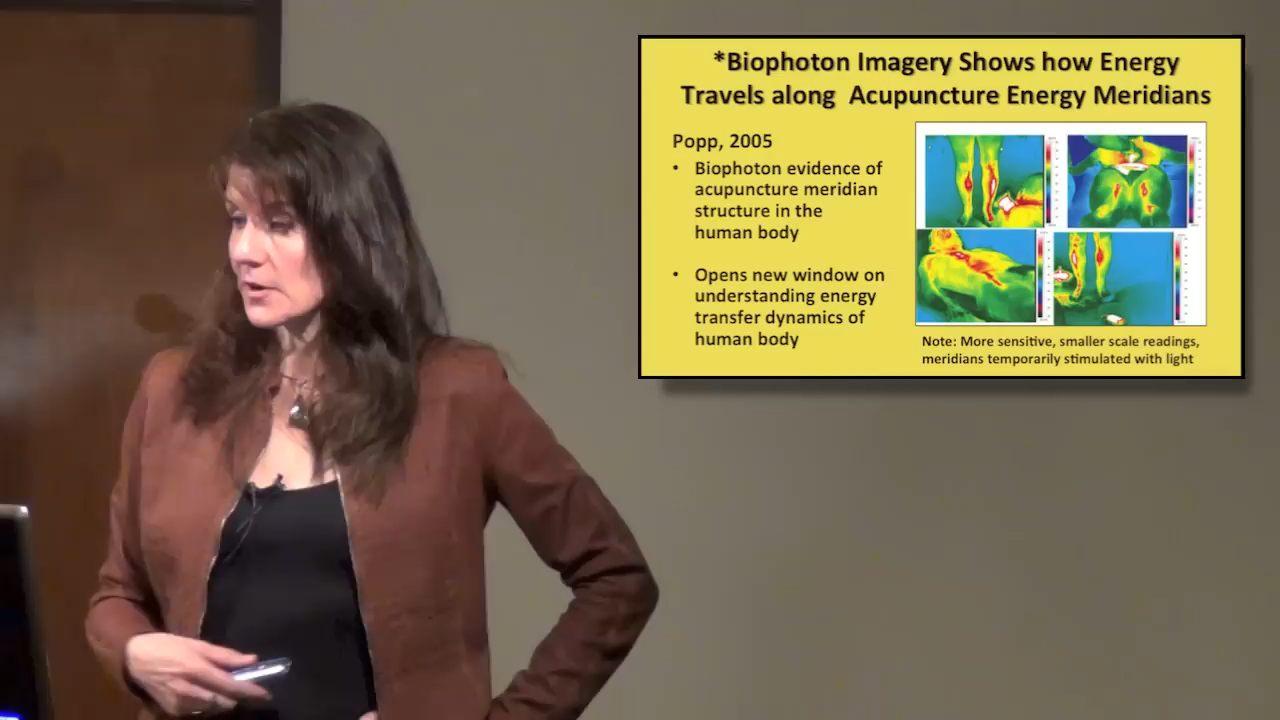 *Biophoton Imagery Shows how Energy
Travels along Acupuncture Energy Meridians
Popp, 2005
• Biophoton evidence of
acupuncture meridian
structure in the
human body
• Opens new window on
understanding energy
transfer dynamics of
human body
Note: More sensitive, smaller scale readings,
meridians temporarily stimulated with light